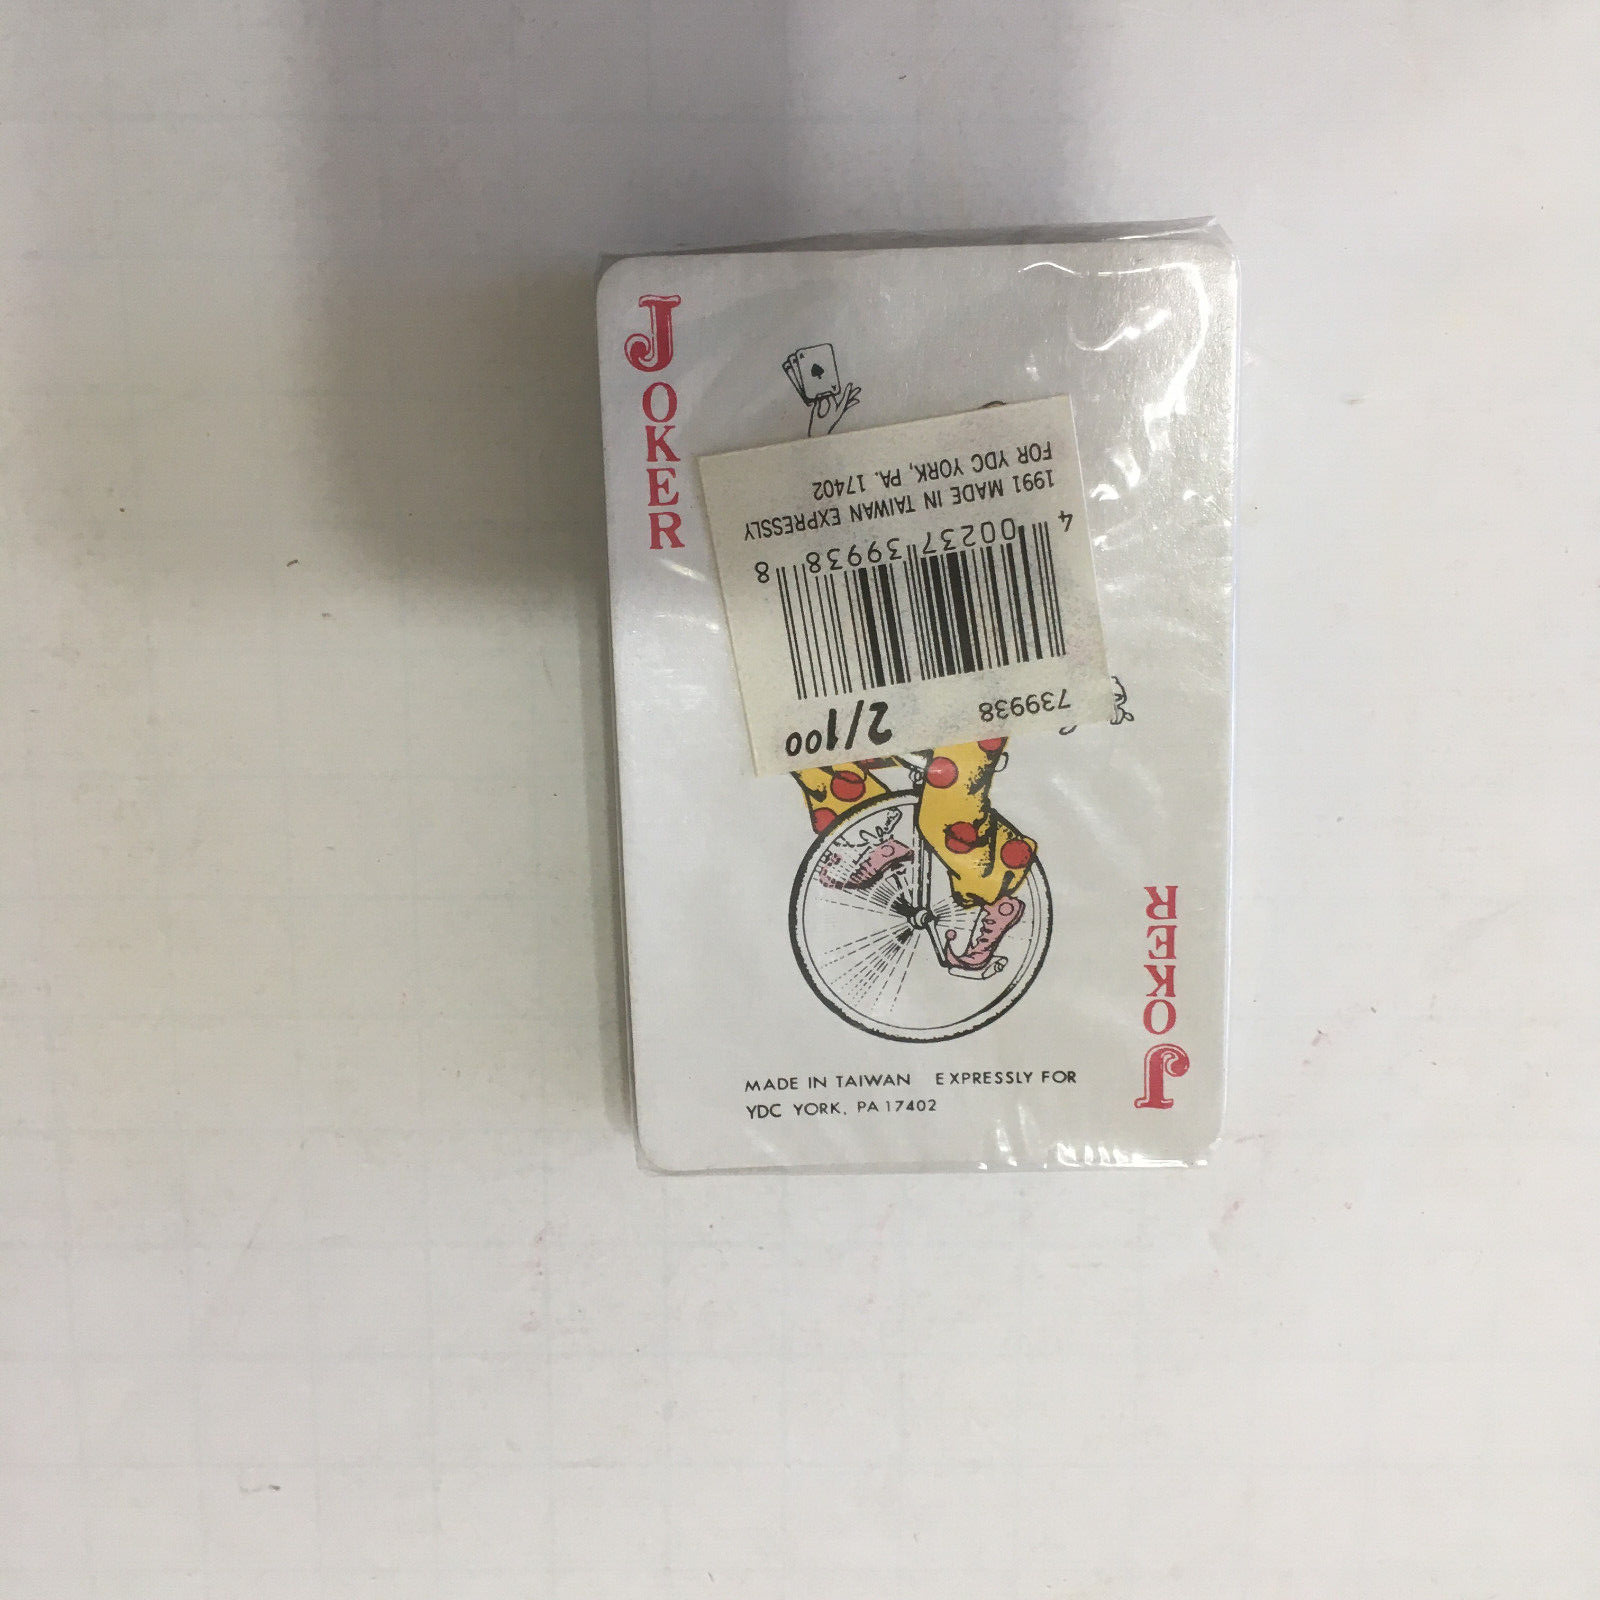 JOKER
1991 MADE IN TAIWAN EXPRESSLY
FOR YDC YORK, PA. 17402
4 00237 39938 8
739938
2/100
MADE IN TAIWAN EXPRESSLY FOR
YDC YORK, PA 17402
JOKER